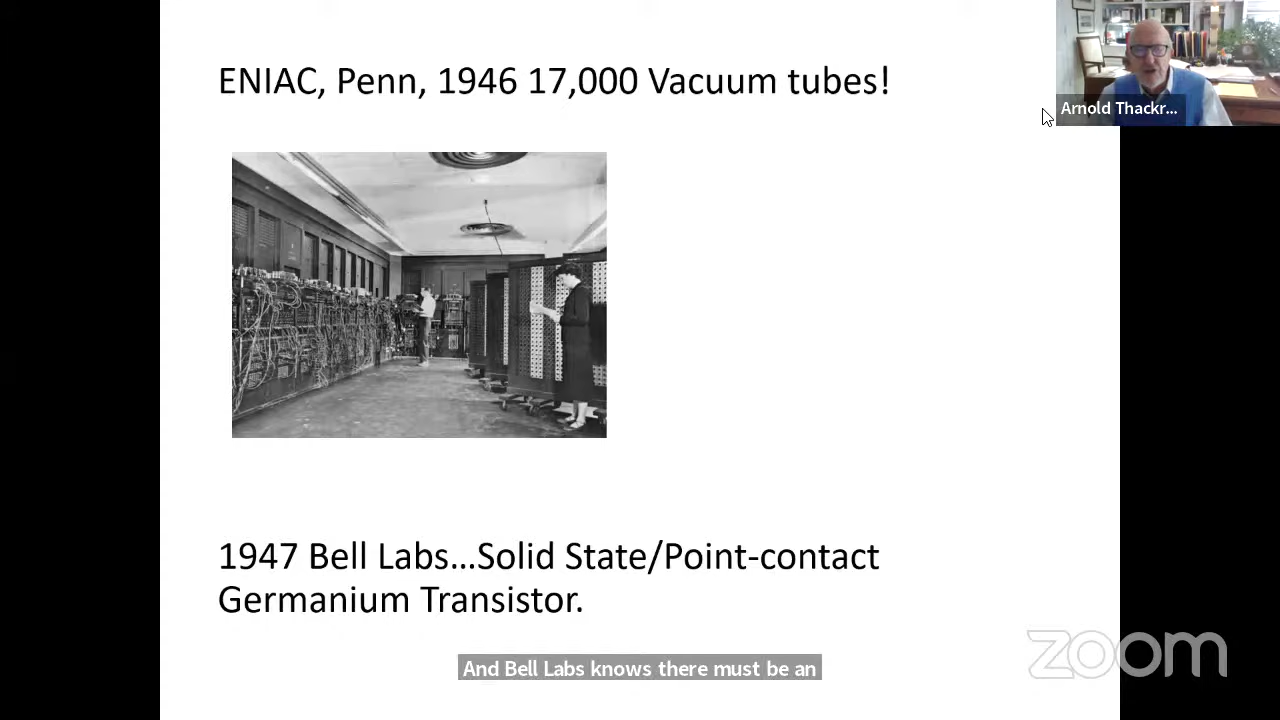 ENIAC, Penn, 1946 17,000 Vacuum tubes!
Arnold Thackr...
1947 Bell Labs...Solid State/Point-contact
Germanium Transistor.
And Bell Labs knows there must be an
zoom